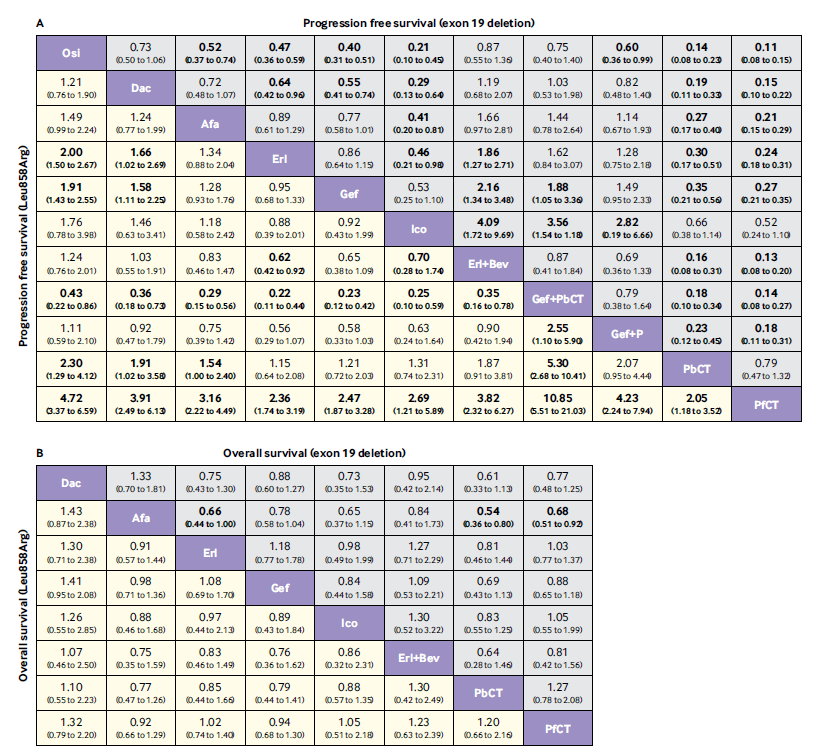 A
Progression free survival (exon 19 deletion)
Osi 0.73 0.52 0.47 0.40 0.21 0.87 0.75 0.60 0.14 0.11
(0.50 to 1.06) (0.37 to 0.74) (0.36 to 0.59) (0.31 to 0.51) (0.10 to 0.45) (0.55 to 1.36) (0.40 to 1.40) (0.36 to 0.99) (0.08 to 0.23) (0.08 to 0.15)
1.21 Dac 0.72 0.64 0.55 0.29 1.19 1.03 0.82 0.19 0.15
(0.76 to 1.90) (0.48 to 1.07) (0.42 to 0.96) (0.41 to 0.74) (0.13 to 0.64) (0.68 to 2.07) (0.53 to 1.98) (0.48 to 1.40) (0.11 to 0.33) (0.10 to 0.22)
1.49 1.24 Afa 0.89 0.77 0.41 1.66 1.44 1.14 0.27 0.21
(0.99 to 2.24) (0.77 to 1.99) (0.61 to 1.29) (0.58 to 1.01) (0.20 to 0.81) (0.97 to 2.81) (0.78 to 2.64) (0.67 to 1.93) (0.17 to 0.40) (0.15 to 0.29)
2.00 1.66 1.34 Erl 0.86 0.46 1.86 1.62 1.28 0.30 0.24
(1.50 to 2.67) (1.02 to 2.69) (0.88 to 2.04) (0.64 to 1.15) (0.21 to 0.98) (1.27 to 2.71) (0.84 to 3.07) (0.75 to 2.18) (0.17 to 0.51) (0.18 to 0.31)
1.91 1.58 1.28 0.95 Gef 0.53 2.16 1.88 1.49 0.35 0.27
(1.43 to 2.55) (1.11 to 2.25) (0.93 to 1.76) (0.68 to 1.33) (0.25 to 1.10) (1.34 to 3.48) (1.05 to 3.36) (0.95 to 2.33) (0.21 to 0.56) (0.21 to 0.35)
1.76 1.46 1.18 0.88 0.92 Ico 4.09 3.56 2.82 0.66 0.52
(0.78 to 3.98) (0.63 to 3.41) (0.58 to 2.42) (0.39 to 2.01) (0.43 to 1.99) (1.72 to 9.69) (1.54 to 1.18) (0.19 to 6.66) (0.38 to 1.14) (0.24 to 1.10)
1.24 1.03 0.83 0.62 0.65 0.70 Erl+Bev 0.87 0.69 0.16 0.13
(0.76 to 2.01) (0.55 to 1.91) (0.46 to 1.47) (0.42 to 0.92) (0.38 to 1.09) (0.28 to 1.74) (0.41 to 1.84) (0.36 to 1.33) (0.08 to 0.31) (0.08 to 0.20)
0.43 0.36 0.29 0.22 0.23 0.25 0.35 Gef+PbCT 0.79 0.18 0.14
(0.22 to 0.86) (0.18 to 0.73) (0.15 to 0.56) (0.11 to 0.44) (0.12 to 0.42) (0.10 to 0.59) (0.16 to 0.78) (0.38 to 1.64) (0.10 to 0.34) (0.08 to 0.27)
1.11 0.92 0.75 0.56 0.58 0.63 0.90 2.55 Gef+P 0.23 0.18
(0.59 to 2.10) (0.47 to 1.79) (0.39 to 1.42) (0.29 to 1.07) (0.33 to 1.03) (0.24 to 1.64) (0.42 to 1.94) (1.10 to 5.90) (0.12 to 0.45) (0.11 to 0.31)
2.30 1.91 1.54 1.15 1.21 1.31 1.87 5.30 2.07 PbCT 0.79
(1.29 to 4.12) (1.02 to 3.58) (1.00 to 2.40) (0.64 to 2.08) (0.72 to 2.03) (0.74 to 2.31) (0.91 to 3.81) (2.68 to 10.41) (0.95 to 4.44) (0.47 to 1.32)
4.72 3.91 3.16 2.36 2.47 2.69 3.82 10.85 4.23 2.05 PfCT
(3.37 to 6.59) (2.49 to 6.13) (2.22 to 4.49) (1.74 to 3.19) (1.87 to 3.28) (1.21 to 5.89) (2.32 to 6.27) (5.51 to 21.03) (2.24 to 7.94) (1.18 to 3.52)
Progression free survival (Leu858Arg)
B
Overall survival (exon 19 deletion)
Dac 1.33 0.75 0.88 0.73 0.95 0.61 0.77
(0.70 to 1.81) (0.43 to 1.30) (0.60 to 1.27) (0.35 to 1.53) (0.42 to 2.14) (0.33 to 1.13) (0.48 to 1.25)
1.43 Afa 0.66 0.78 0.65 0.84 0.54 0.68
(0.87 to 2.38) (0.44 to 1.00) (0.58 to 1.04) (0.37 to 1.15) (0.41 to 1.73) (0.36 to 0.80) (0.51 to 0.92)
1.30 0.91 Erl 1.18 0.98 1.27 0.81 1.03
(0.71 to 2.38) (0.57 to 1.44) (0.77 to 1.78) (0.49 to 1.99) (0.71 to 2.29) (0.46 to 1.44) (0.77 to 1.37)
1.41 0.98 1.08 Gef 0.84 1.09 0.69 0.88
(0.95 to 2.08) (0.71 to 1.36) (0.69 to 1.70) (0.44 to 1.58) (0.53 to 2.21) (0.43 to 1.13) (0.65 to 1.18)
1.26 0.88 0.97 0.89 Ico 1.30 0.83 1.05
(0.55 to 2.85) (0.46 to 1.68) (0.44 to 2.13) (0.43 to 1.84) (0.52 to 3.22) (0.55 to 1.25) (0.55 to 1.99)
1.07 0.75 0.83 0.76 0.86 Erl+Bev 0.64 0.81
(0.46 to 2.50) (0.35 to 1.59) (0.46 to 1.49) (0.36 to 1.62) (0.32 to 2.31) (0.28 to 1.46) (0.42 to 1.56)
1.10 0.77 0.85 0.79 0.88 1.30 PbCT 1.27
(0.55 to 2.23) (0.47 to 1.26) (0.44 to 1.66) (0.44 to 1.41) (0.57 to 1.35) (0.42 to 2.49) (0.78 to 2.08)
1.32 0.92 1.02 0.94 1.05 1.23 1.20 PfCT
(0.79 to 2.20) (0.66 to 1.29) (0.74 to 1.40) (0.68 to 1.30) (0.51 to 2.18) (0.63 to 2.39) (0.66 to 2.16)
Overall survival (Leu858Arg)